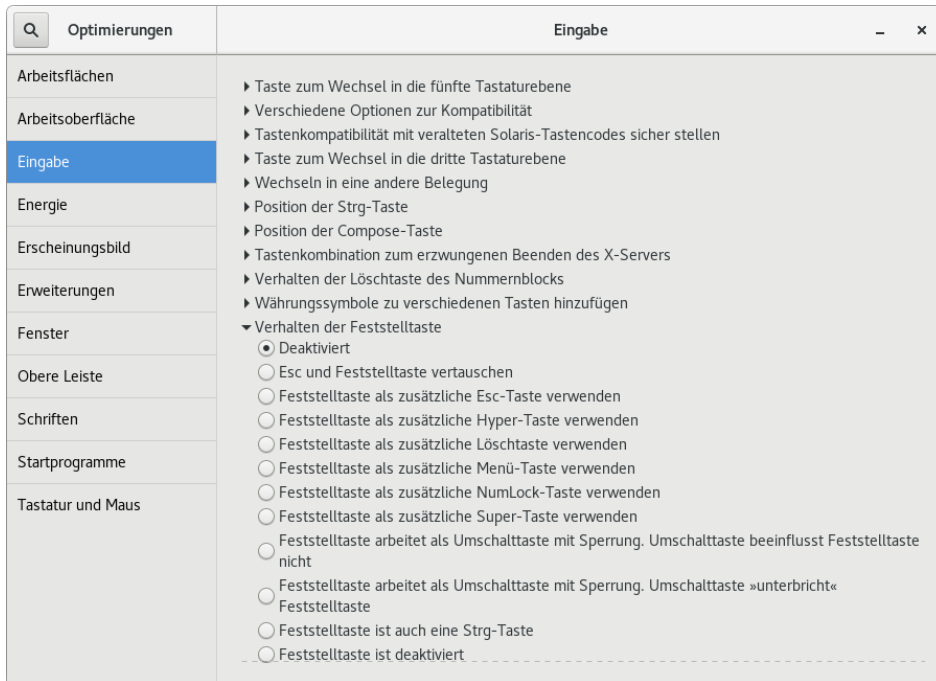 Optimierungen
Eingabe
Arbeitsflächen
Arbeitsoberfläche
Eingabe
Energie
Erscheinungsbild
Erweiterungen
Fenster
Obere Leiste
Schriften
Startprogramme
Tastatur und Maus
Taste zum Wechsel in die fünfte Tastaturebene
Verschiedene Optionen zur Kompatibilität
Tastenkompatibilität mit veralteten Solaris-Tastencodes sicher stellen
Taste zum Wechsel in die dritte Tastaturebene
Wechseln in eine andere Belegung
Position der Strg-Taste
Position der Compose-Taste
Tastenkombination zum erzwungenen Beenden des X-Servers
Verhalten der Löschtaste des Nummernblocks
Währungssymbole zu verschiedenen Tasten hinzufügen
Verhalten der Feststelltaste
Deaktiviert
Esc und Feststelltaste vertauschen
Feststelltaste als zusätzliche Esc-Taste verwenden
Feststelltaste als zusätzliche Hyper-Taste verwenden
Feststelltaste als zusätzliche Löschtaste verwenden
Feststelltaste als zusätzliche Menü-Taste verwenden
Feststelltaste als zusätzliche NumLock-Taste verwenden
Feststelltaste als zusätzliche Super-Taste verwenden
Feststelltaste arbeitet als Umschalttaste mit Sperrung. Umschalttaste beeinflusst Feststelltaste
nicht
Feststelltaste arbeitet als Umschalttaste mit Sperrung. Umschalttaste »unterbricht«
Feststelltaste
Feststelltaste ist auch eine Strg-Taste
Feststelltaste ist deaktiviert